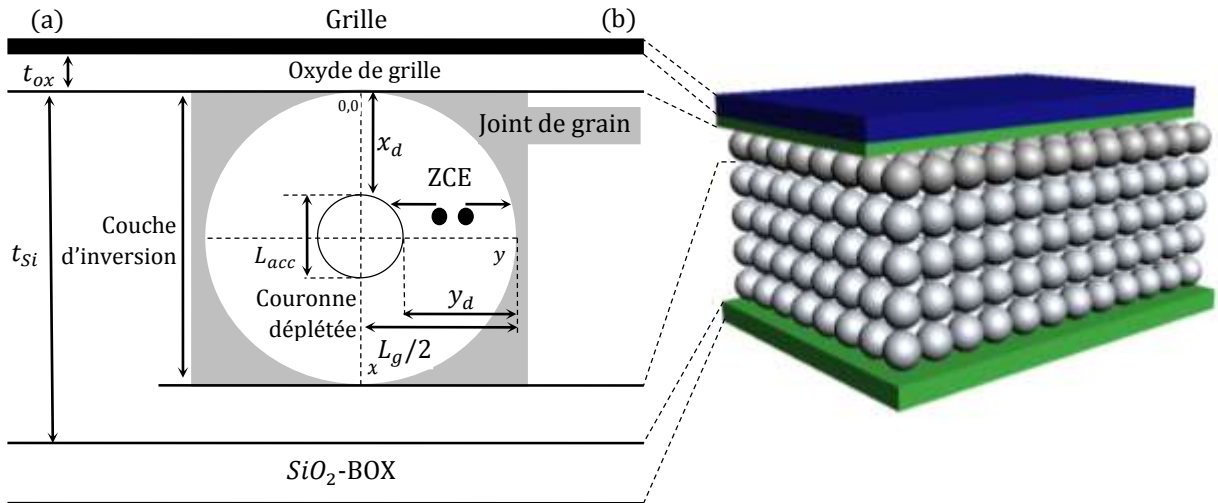 (a)
Grille
(b)
t_ox
Oxyde de grille
0,0
Joint de grain
x_d
ZCE
Couche
d'inversion
t_Si
L_acc
y
Couronne
déplétée
y_d
L_g/2
x
SiO_2-BOX